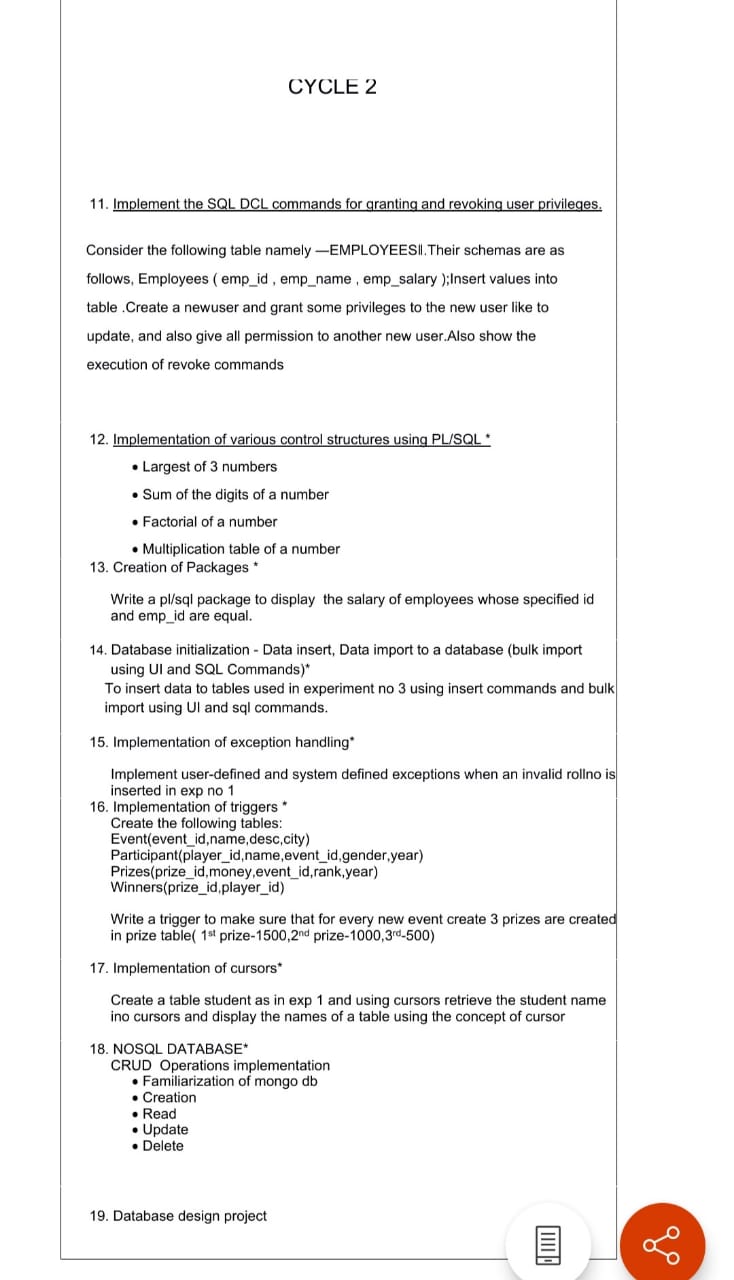 CYCLE 2
11. Implement the SQL DCL commands for granting and revoking user privileges.
Consider the following table namely ―EMPLOYEES‖.Their schemas are as
follows, Employees ( emp_id , emp_name , emp_salary );Insert values into
table .Create a newuser and grant some privileges to the new user like to
update, and also give all permission to another new user.Also show the
execution of revoke commands
12. Implementation of various control structures using PL/SQL *
• Largest of 3 numbers
• Sum of the digits of a number
• Factorial of a number
• Multiplication table of a number
13. Creation of Packages *
Write a pl/sql package to display the salary of employees whose specified id
and emp_id are equal.
14. Database initialization - Data insert, Data import to a database (bulk import
using UI and SQL Commands)*
To insert data to tables used in experiment no 3 using insert commands and bulk
import using UI and sql commands.
15. Implementation of exception handling*
Implement user-defined and system defined exceptions when an invalid rollno is
inserted in exp no 1
16. Implementation of triggers *
Create the following tables:
Event(event_id,name,desc,city)
Participant(player_id,name,event_id,gender,year)
Prizes(prize_id,money,event_id,rank,year)
Winners(prize_id,player_id)
Write a trigger to make sure that for every new event create 3 prizes are created
in prize table( 1st prize-1500,2nd prize-1000,3rd-500)
17. Implementation of cursors*
Create a table student as in exp 1 and using cursors retrieve the student name
ino cursors and display the names of a table using the concept of cursor
18. NOSQL DATABASE*
CRUD Operations implementation
• Familiarization of mongo db
• Creation
• Read
• Update
• Delete
19. Database design project